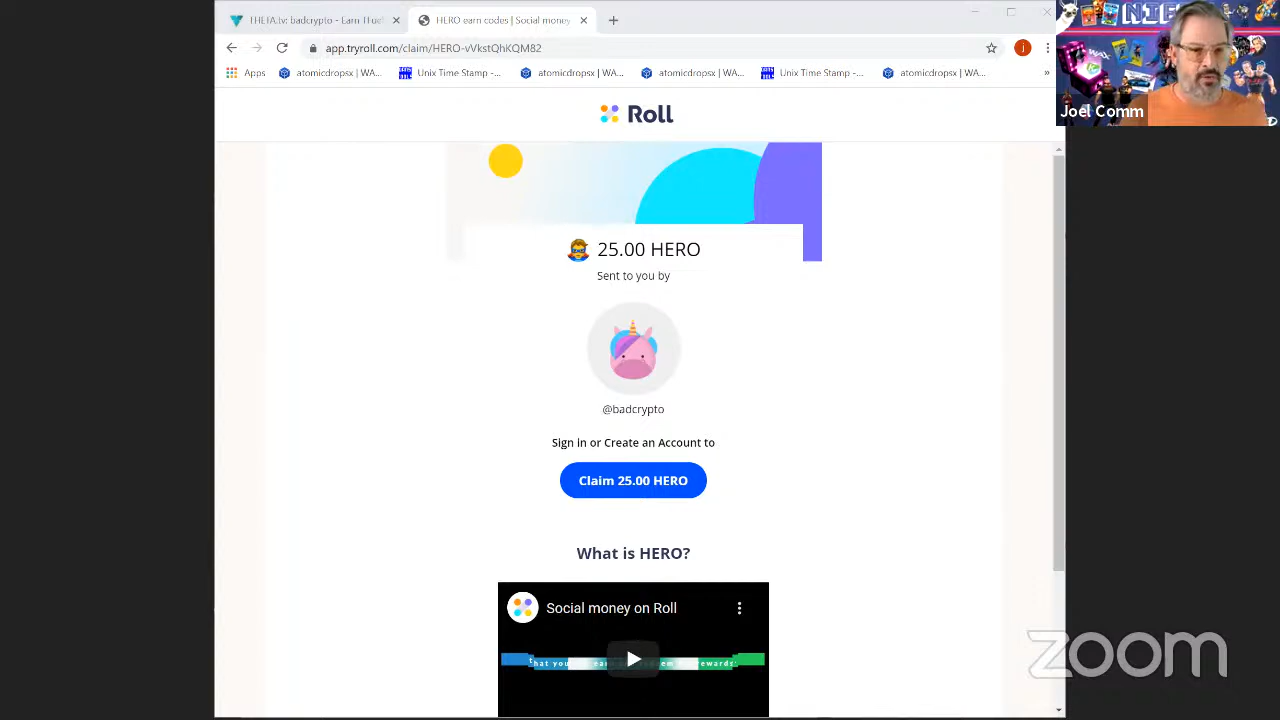 THETA.tv: badcrypto - Earn TFuel
HERO earn codes | Social money
app.tryroll.com/claim/HERO-vVkstQhKQM82
j
Apps
atomicdropsx | WA...
Unix Time Stamp -...
atomicdropsx | WA...
atomicdropsx | WA...
Unix Time Stamp -...
atomicdropsx | WA...
»
Joel Comm
Roll
25.00 HERO
Sent to you by
@badcrypto
Sign in or Create an Account to
Claim 25.00 HERO
What is HERO?
Social money on Roll
zoom